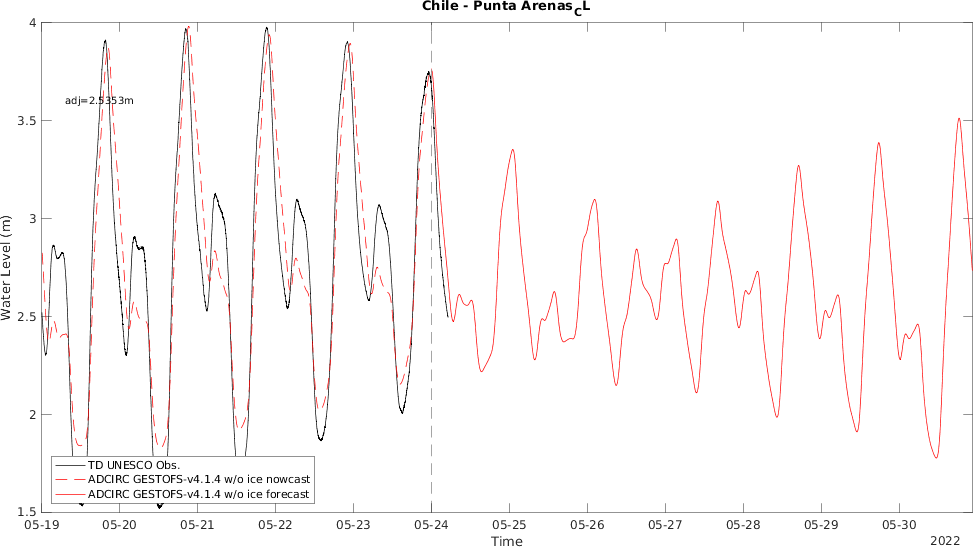 Chile - Punta Arenas_CL
4
adj=2.5353m
3.5
3
Water Level (m)
2.5
2
TD UNESCO Obs.
ADCIRC GESTOFS-v4.1.4 w/o ice nowcast
ADCIRC GESTOFS-v4.1.4 w/o ice forecast
1.5
05-19 05-20 05-21 05-22 05-23 05-24 05-25 05-26 05-27 05-28 05-29 05-30
Time
2022